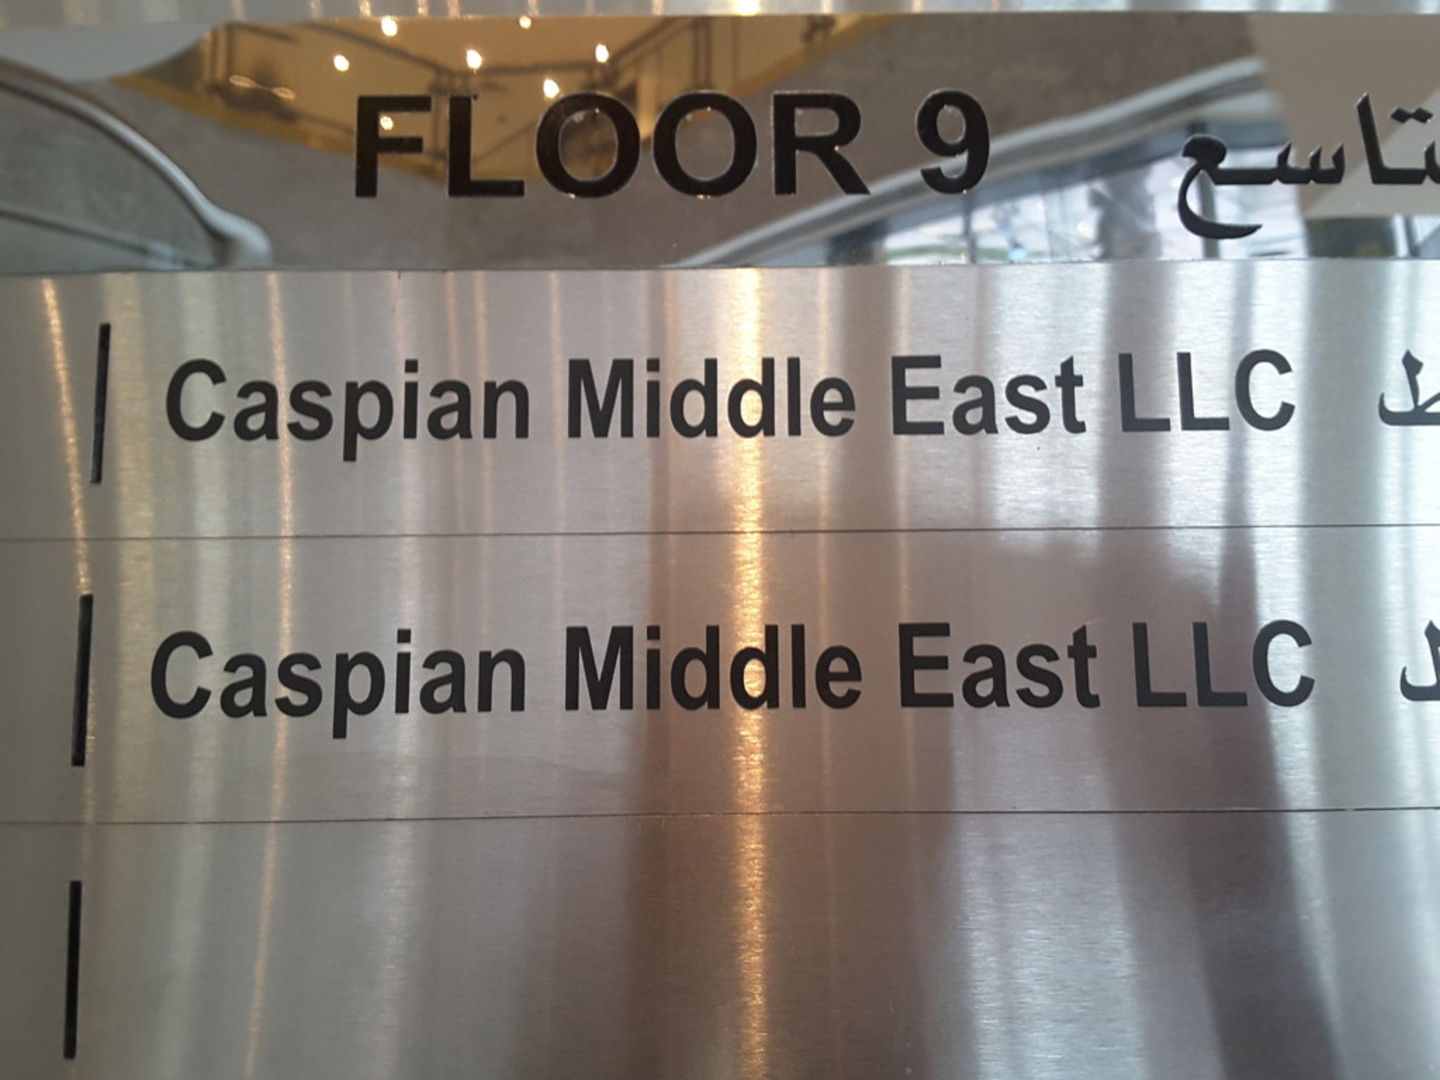 FLOOR 9
Caspian Middle East LLC
Caspian Middle East LLC